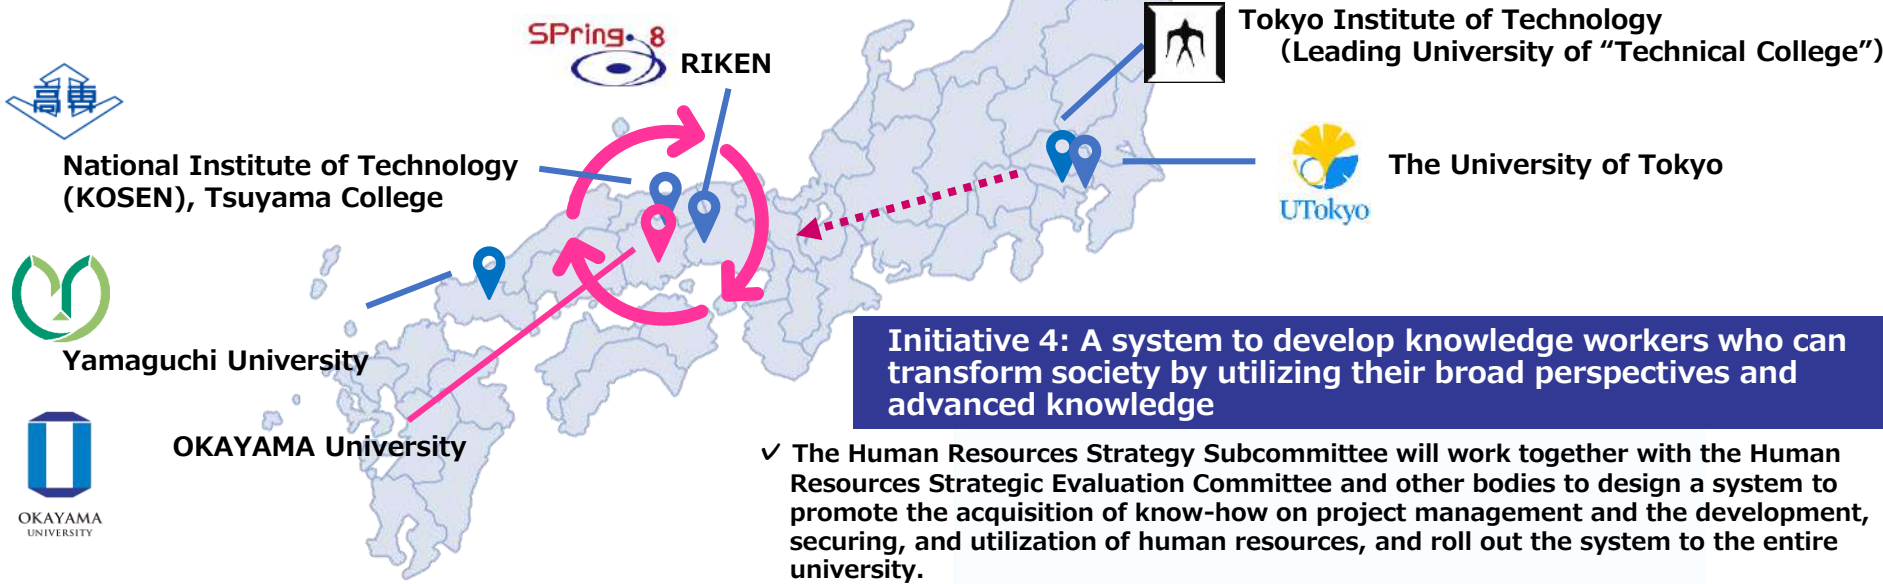 SPring-8
RIKEN
Tokyo Institute of Technology
（Leading University of “Technical College”)
高専
National Institute of Technology
(KOSEN), Tsuyama College
The University of Tokyo
UTokyo
Yamaguchi University
OKAYAMA University
OKAYAMA
UNIVERSITY
Initiative 4: A system to develop knowledge workers who can
transform society by utilizing their broad perspectives and
advanced knowledge
✓ The Human Resources Strategy Subcommittee will work together with the Human
Resources Strategic Evaluation Committee and other bodies to design a system to
promote the acquisition of know-how on project management and the development,
securing, and utilization of human resources, and roll out the system to the entire
university.